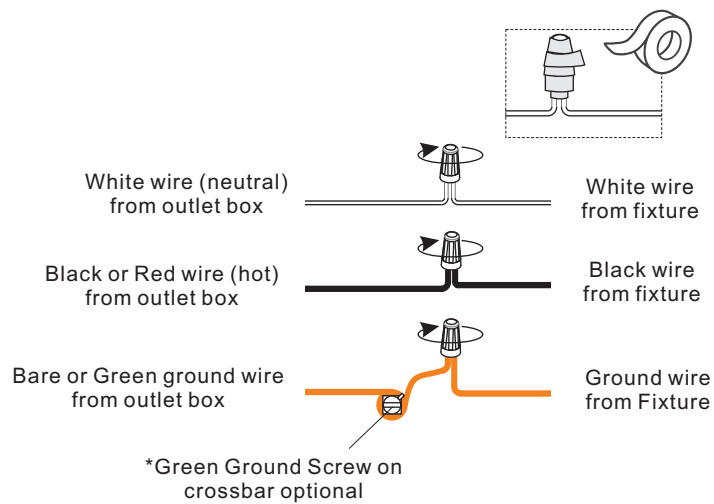 White wire (neutral)
from outlet box
White wire
from fixture
Black or Red wire (hot)
from outlet box
Black wire
from fixture
Bare or Green ground wire
from outlet box
Ground wire
from Fixture
*Green Ground Screw on
crossbar optional